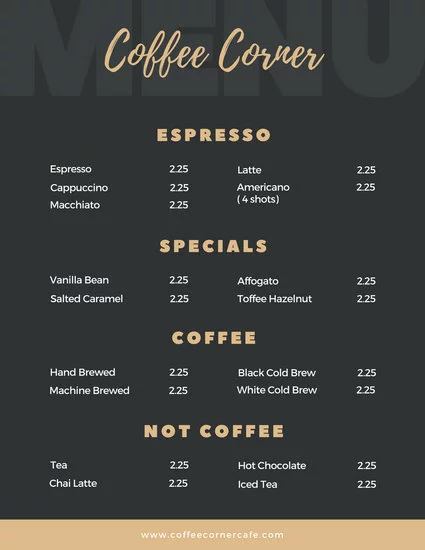 MENU
Coffee Corner
ESPRESSO
Espresso 2.25 Latte 2.25
Cappuccino 2.25 Americano 2.25
( 4 shots)
Macchiato 2.25
SPECIALS
Vanilla Bean 2.25 Affogato 2.25
Salted Caramel 2.25 Toffee Hazelnut 2.25
COFFEE
Hand Brewed 2.25 Black Cold Brew 2.25
Machine Brewed 2.25 White Cold Brew 2.25
NOT COFFEE
Tea 2.25 Hot Chocolate 2.25
Chai Latte 2.25 Iced Tea 2.25
www.coffeecornercafe.com